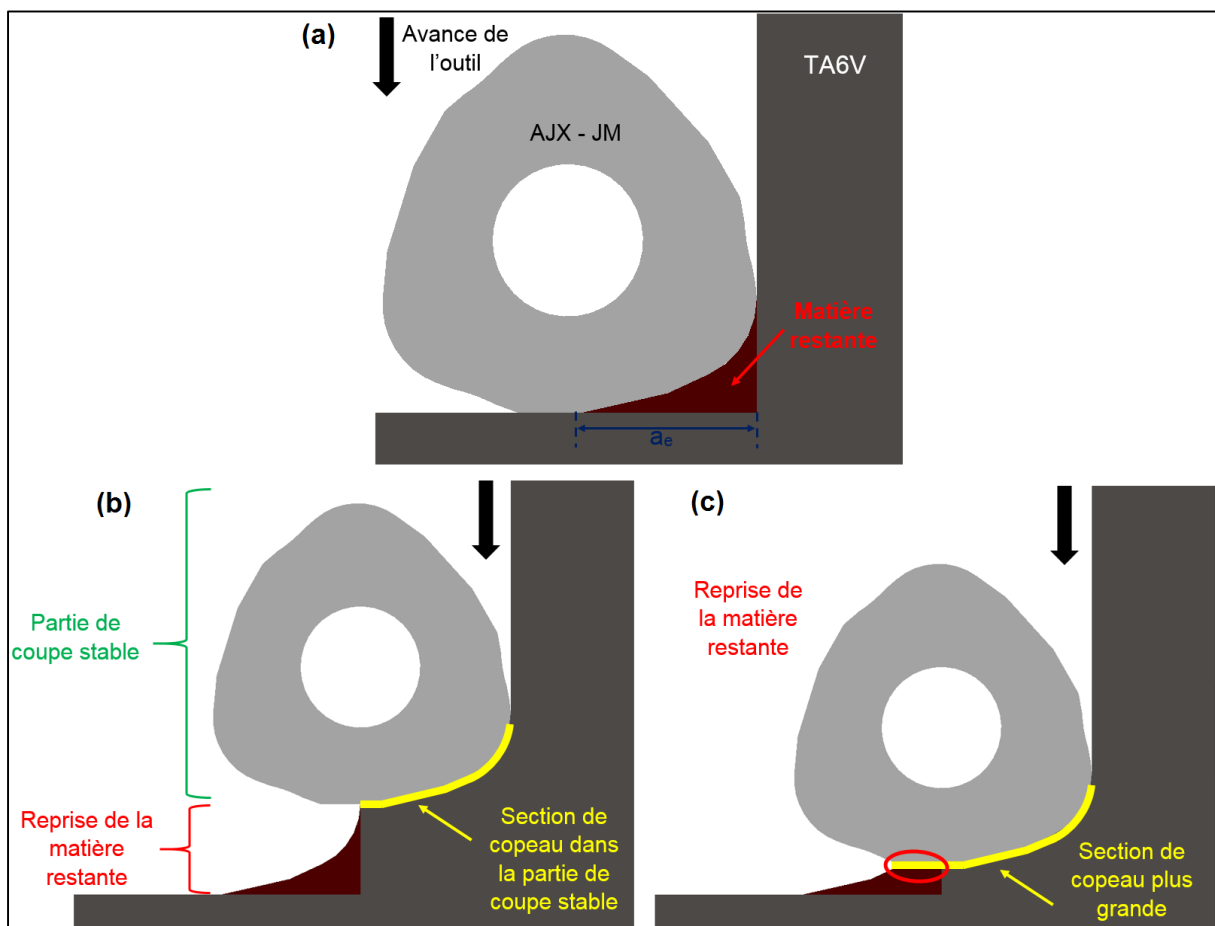 (a)
Avance de
l'outil
TA6V
AJX - JM
Matière
restante
aₑ
(b)
Partie de
coupe stable
Reprise de la
matière
restante
Section de
copeau dans
la partie de
coupe stable
(c)
Reprise de
la matière
restante
Section de
copeau plus
grande